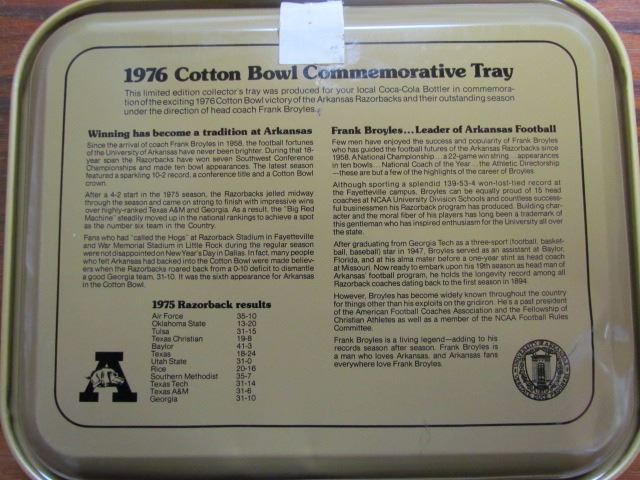 1976 Cotton Bowl Commemorative Tray
This limited edition collector's tray was produced for your local Coca-Cola Bottler in commemora-
tion of the exciting 1976 Cotton Bowl victory of the Arkansas Razorbacks and their outstanding season
under the direction of head coach Frank Broyles.
Winning has become a tradition at Arkansas
Since the arrival of coach Frank Broyles in 1958, the football fortunes
of the University of Arkansas have never been brighter. During that 18-
year span the Razorbacks have won seven Southwest Conference
Championships and made ten bowl appearances. The latest season
featured a sparkling 10-2 record, a conference title and a Cotton Bowl
crown.
After a 4-2 start in the 1975 season, the Razorbacks jelled midway
through the season and came on strong to finish with impressive wins
over highly-ranked Texas A&M and Georgia. As a result, the "Big Red
Machine" steadily moved up in the national rankings to achieve a spot
as the number six team in the Country.
Fans who had "called the Hogs" at Razorback Stadium in Fayetteville
and War Memorial Stadium in Little Rock during the regular season
were not disappointed on New Year's Day in Dallas. In fact, many people
who felt Arkansas had backed into the Cotton Bowl were made believ-
ers when the Razorbacks roared back from a 0-10 deficit to dismantle
a good Georgia team, 31-10. It was the sixth appearance for Arkansas
in the Cotton Bowl.
1975 Razorback results
Air Force 35-10
Oklahoma State 13-20
Tulsa 31-15
Texas Christian 19-8
Baylor 41-3
Texas 18-24
Utah State 31-0
Rice 20-16
Southern Methodist 35-7
Texas Tech 31-14
Texas A&M 31-6
Georgia 31-10
A
Frank Broyles...Leader of Arkansas Football
Few men have enjoyed the success and popularity of Frank Broyles
who has guided the football futures of the Arkansas Razorbacks since
1958. A National Championship...a 22-game win string...appearances
in ten bowls...National Coach of the Year...the Athletic Directorship
—these are but a few of the highlights of the career of Broyles.
Although sporting a splendid 139-53-4 won-lost-tied record at
the Fayetteville campus, Broyles can be equally proud of 15 head
coaches at NCAA University Division Schools and countless success-
ful businessmen his Razorback program has produced. Building char-
acter and the moral fiber of his players has long been a trademark of
this gentleman who has inspired enthusiasm for the University all over
the state.
After graduating from Georgia Tech as a three-sport (football, basket-
ball, baseball) star in 1947, Broyles served as an assistant at Baylor,
Florida, and at his alma mater before a one-year stint as head coach
at Missouri. Now ready to embark upon his 19th season as head man of
Arkansas' football program, he holds the longevity record among all
Razorback coaches dating back to the first season in 1894.
However, Broyles has become widely known throughout the country
for things other than his exploits on the gridiron. He's a past president
of the American Football Coaches Association and the Fellowship of
Christian Athletes as well as a member of the NCAA Football Rules
Committee.
Frank Broyles is a living legend—adding to his
records season after season. Frank Broyles is
a man who loves Arkansas, and Arkansas fans
everywhere love Frank Broyles.